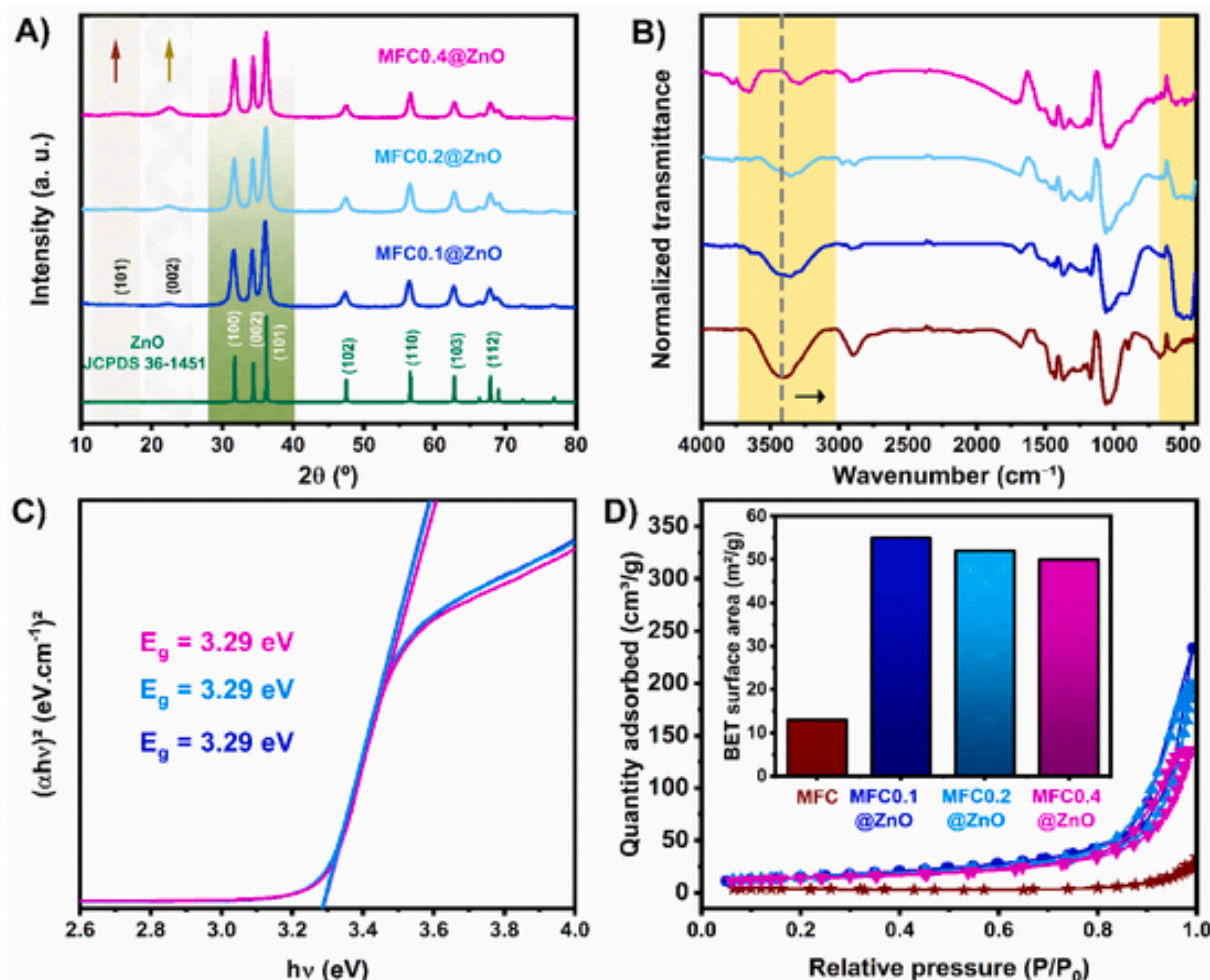 A)
MFC0.4@ZnO
MFC0.2@ZnO
MFC0.1@ZnO
(101)
(002)
ZnO
JCPDS 36-1451
(100)
(002)
(101)
(102)
(110)
(103)
(112)
Intensity (a. u.)
10 20 30 40 50 60 70 80
2θ (º)
B)
Normalized transmittance
4000 3500 3000 2500 2000 1500 1000 500
Wavenumber (cm⁻¹)
C)
(αhν)² (eV.cm⁻¹)²
E_g = 3.29 eV
E_g = 3.29 eV
E_g = 3.29 eV
2.6 2.8 3.0 3.2 3.4 3.6 3.8 4.0
hν (eV)
D)
Quantity adsorbed (cm³/g)
350
300
250
200
150
100
50
0
BET surface area (m²/g)
60
50
40
30
20
10
0
MFC MFC0.1 MFC0.2 MFC0.4
@ZnO @ZnO @ZnO
0.0 0.2 0.4 0.6 0.8 1.0
Relative pressure (P/P₀)